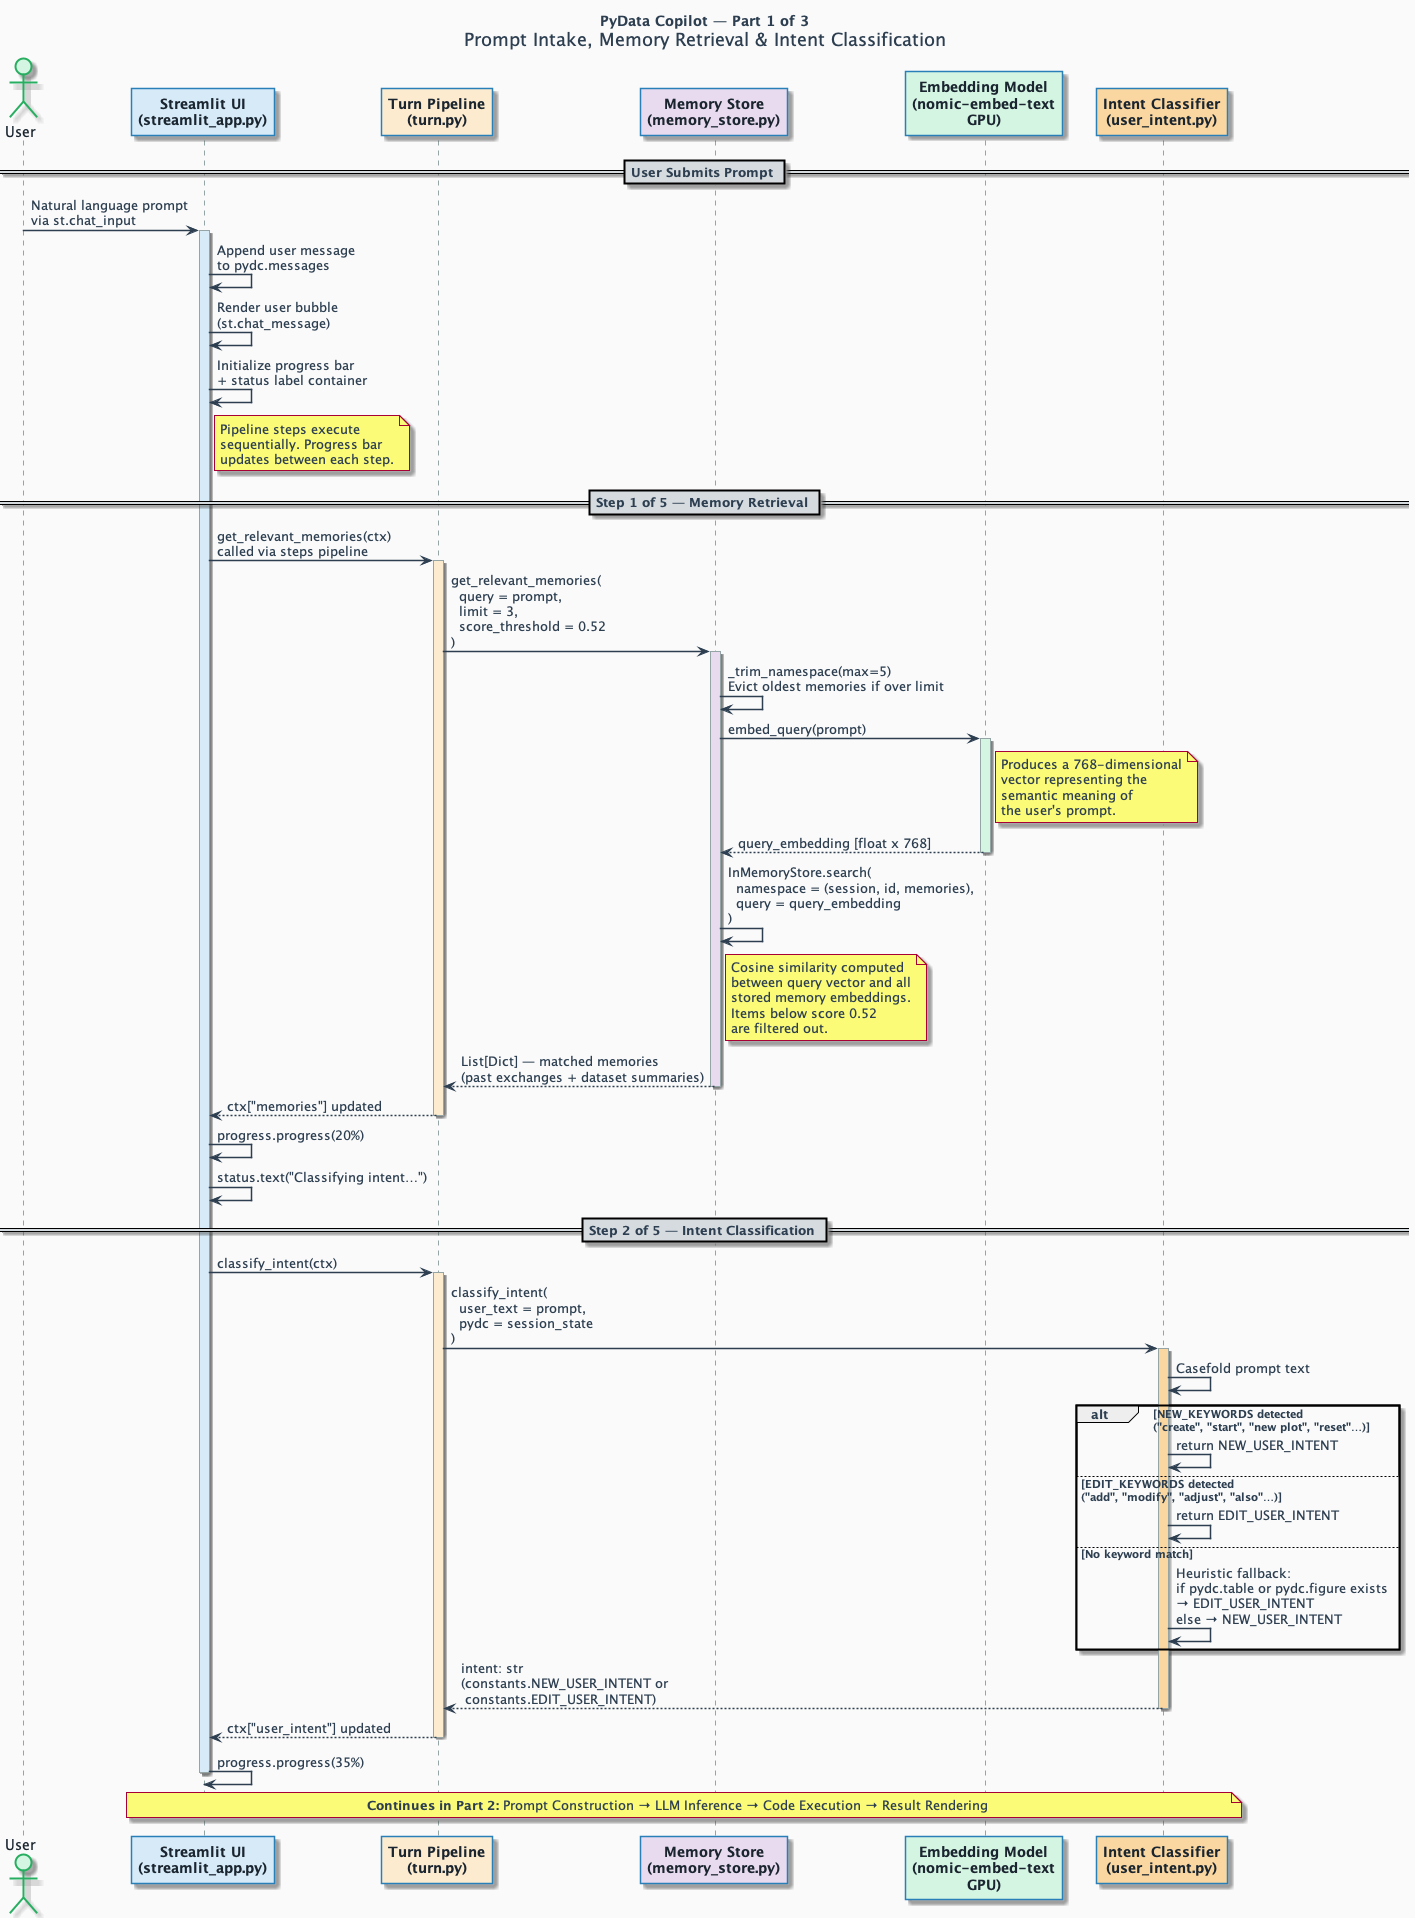 PyData Copilot — Part 1 of 3
Prompt Intake, Memory Retrieval & Intent Classification
User
Streamlit UI
(streamlit_app.py)
Turn Pipeline
(turn.py)
Memory Store
(memory_store.py)
Embedding Model
(nomic-embed-text
GPU)
Intent Classifier
(user_intent.py)
User Submits Prompt
Natural language prompt
via st.chat_input
Append user message
to pydc.messages
Render user bubble
(st.chat_message)
Initialize progress bar
+ status label container
Pipeline steps execute
sequentially. Progress bar
updates between each step.
Step 1 of 5 — Memory Retrieval
get_relevant_memories(ctx)
called via steps pipeline
get_relevant_memories(
query = prompt,
limit = 3,
score_threshold = 0.52
)
_trim_namespace(max=5)
Evict oldest memories if over limit
embed_query(prompt)
Produces a 768-dimensional
vector representing the
semantic meaning of
the user's prompt.
query_embedding [float x 768]
InMemoryStore.search(
namespace = (session, id, memories),
query = query_embedding
)
Cosine similarity computed
between query vector and all
stored memory embeddings.
Items below score 0.52
are filtered out.
List[Dict] — matched memories
(past exchanges + dataset summaries)
ctx["memories"] updated
progress.progress(20%)
status.text("Classifying intent...")
Step 2 of 5 — Intent Classification
classify_intent(ctx)
classify_intent(
user_text = prompt,
pydc = session_state
)
Casefold prompt text
alt
[NEW_KEYWORDS detected
("create", "start", "new plot", "reset"...)]
return NEW_USER_INTENT
[EDIT_KEYWORDS detected
("add", "modify", "adjust", "also"...)]
return EDIT_USER_INTENT
[No keyword match]
Heuristic fallback:
if pydc.table or pydc.figure exists
→ EDIT_USER_INTENT
else → NEW_USER_INTENT
intent: str
(constants.NEW_USER_INTENT or
constants.EDIT_USER_INTENT)
ctx["user_intent"] updated
progress.progress(35%)
Continues in Part 2: Prompt Construction → LLM Inference → Code Execution → Result Rendering
User
Streamlit UI
(streamlit_app.py)
Turn Pipeline
(turn.py)
Memory Store
(memory_store.py)
Embedding Model
(nomic-embed-text
GPU)
Intent Classifier
(user_intent.py)